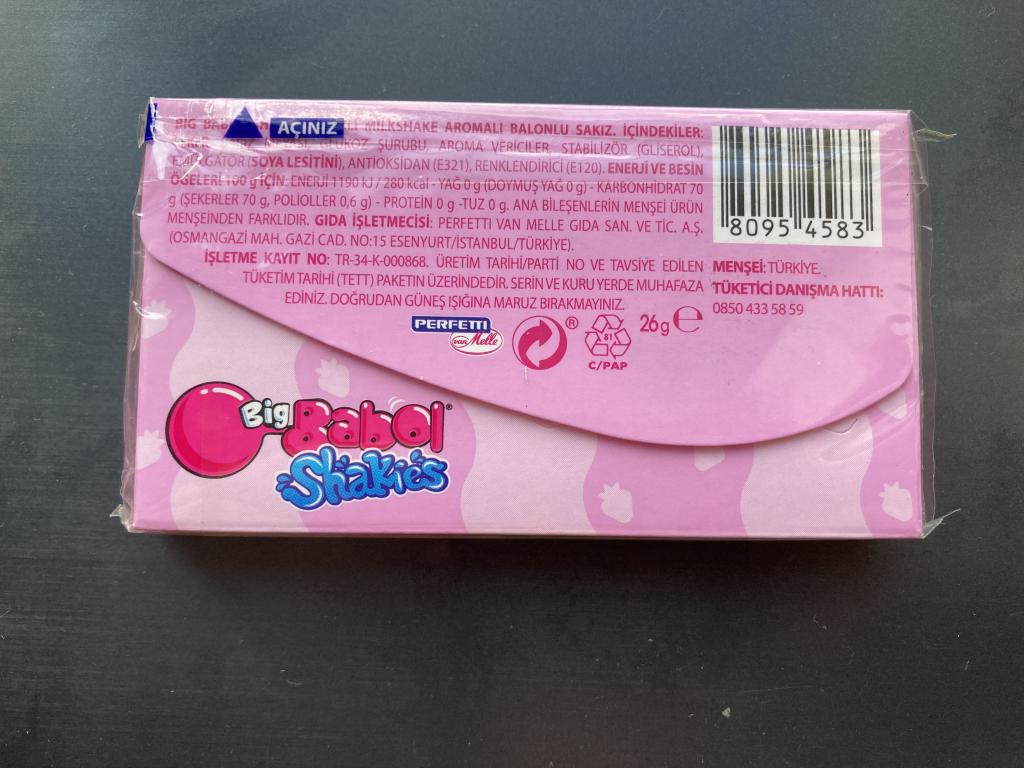 AÇINIZ
BIG MILKSHAKE AROMALI BALONLU SAKIZ. İÇİNDEKİLER:
ŞURUBU, AROMA VERİCİLER, STABİLİZÖR (GLİSEROL),
(SOYA LESİTİNİ), ANTİOKSİDAN (E321), RENKLENDİRİCİ (E120). ENERJİ VE BESİN
ÖGELERİ 100 g İÇİN: ENERJİ 1190 kJ / 280 kcal - YAĞ 0 g (DOYMUŞ YAĞ 0 g) - KARBONHİDRAT 70
g (ŞEKERLER 70 g, POLİOLLER 0,6 g) - PROTEİN 0 g -TUZ 0 g. ANA BİLEŞENLERİN MENŞEİ ÜRÜN
MENŞEİNDEN FARKLIDIR. GIDA İŞLETMECİSİ: PERFETTI VAN MELLE GIDA SAN. VE TİC. A.Ş.
(OSMANGAZİ MAH. GAZİ CAD. NO:15 ESENYURT/İSTANBUL/TÜRKİYE).
İŞLETME KAYIT NO: TR-34-K-000868. ÜRETİM TARİHİ/PARTİ NO VE TAVSİYE EDİLEN
TÜKETİM TARİHİ (TETT) PAKETİN ÜZERİNDEDİR. SERİN VE KURU YERDE MUHAFAZA
EDİNİZ. DOĞRUDAN GÜNEŞ IŞIĞINA MARUZ BIRAKMAYINIZ.
8095 4583
MENŞEİ: TÜRKİYE.
TÜKETİCİ DANIŞMA HATTI:
0850 433 58 59
PERFETTI
van Melle
®
81
C/PAP
26 g ℮
Big Babol®
Shakies